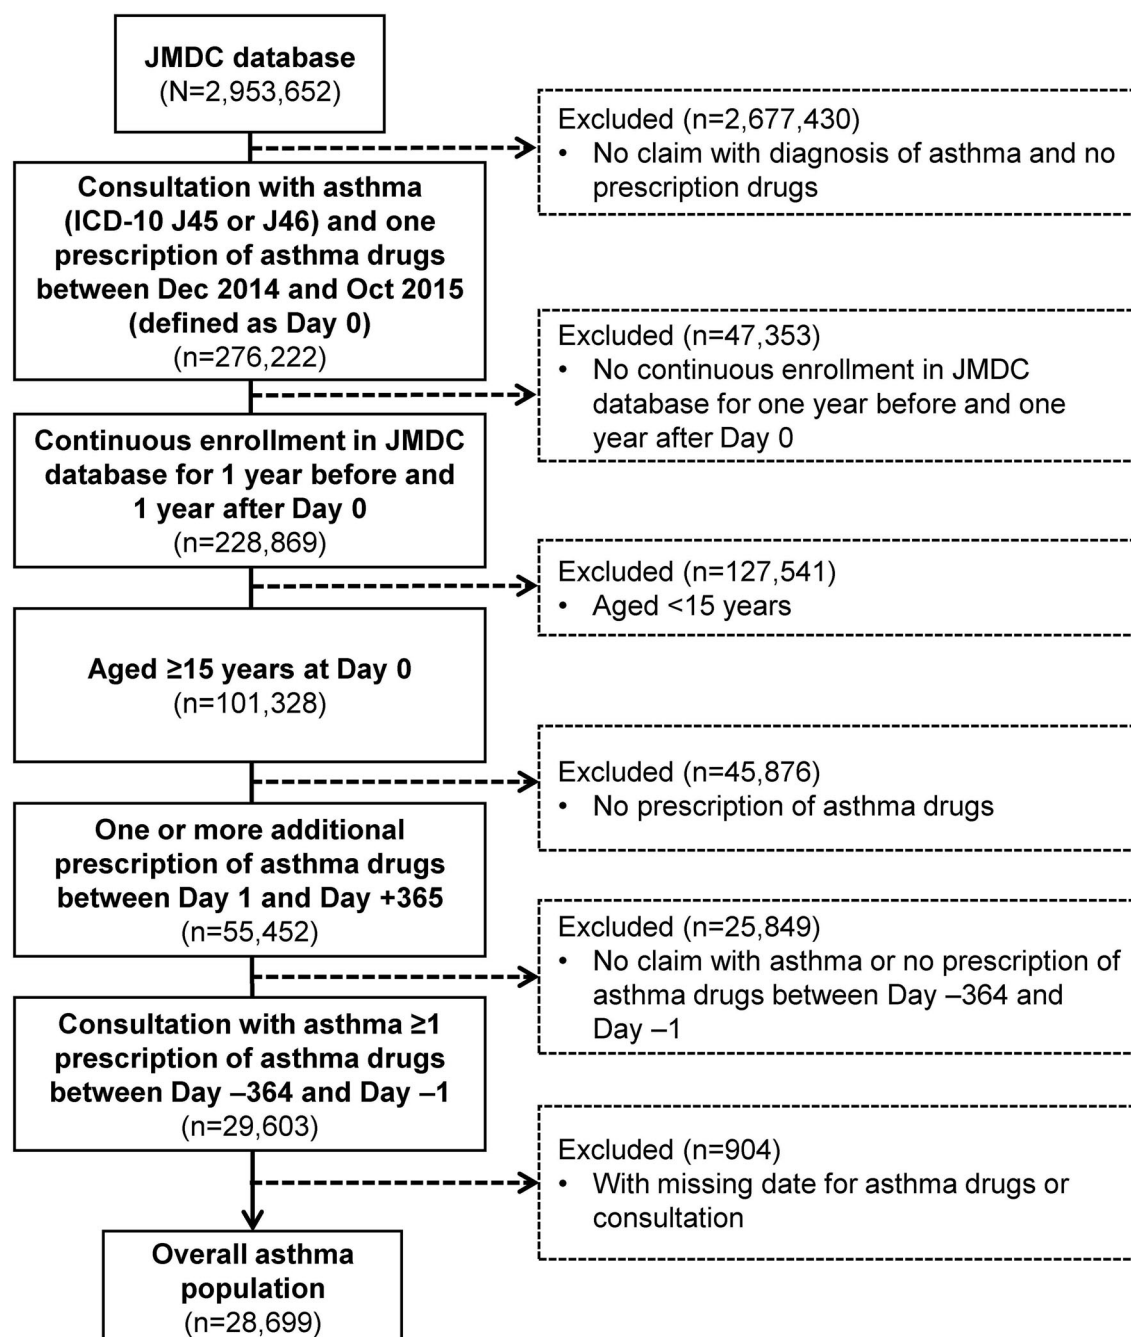 JMDC database
(N=2,953,652)
Excluded (n=2,677,430)
• No claim with diagnosis of asthma and no
prescription drugs
Consultation with asthma
(ICD-10 J45 or J46) and one
prescription of asthma drugs
between Dec 2014 and Oct 2015
(defined as Day 0)
(n=276,222)
Excluded (n=47,353)
• No continuous enrollment in JMDC
database for one year before and one
year after Day 0
Continuous enrollment in JMDC
database for 1 year before and
1 year after Day 0
(n=228,869)
Excluded (n=127,541)
• Aged <15 years
Aged ≥15 years at Day 0
(n=101,328)
Excluded (n=45,876)
• No prescription of asthma drugs
One or more additional
prescription of asthma drugs
between Day 1 and Day +365
(n=55,452)
Excluded (n=25,849)
• No claim with asthma or no prescription of
asthma drugs between Day –364 and
Day –1
Consultation with asthma ≥1
prescription of asthma drugs
between Day –364 and Day –1
(n=29,603)
Excluded (n=904)
• With missing date for asthma drugs or
consultation
Overall asthma
population
(n=28,699)